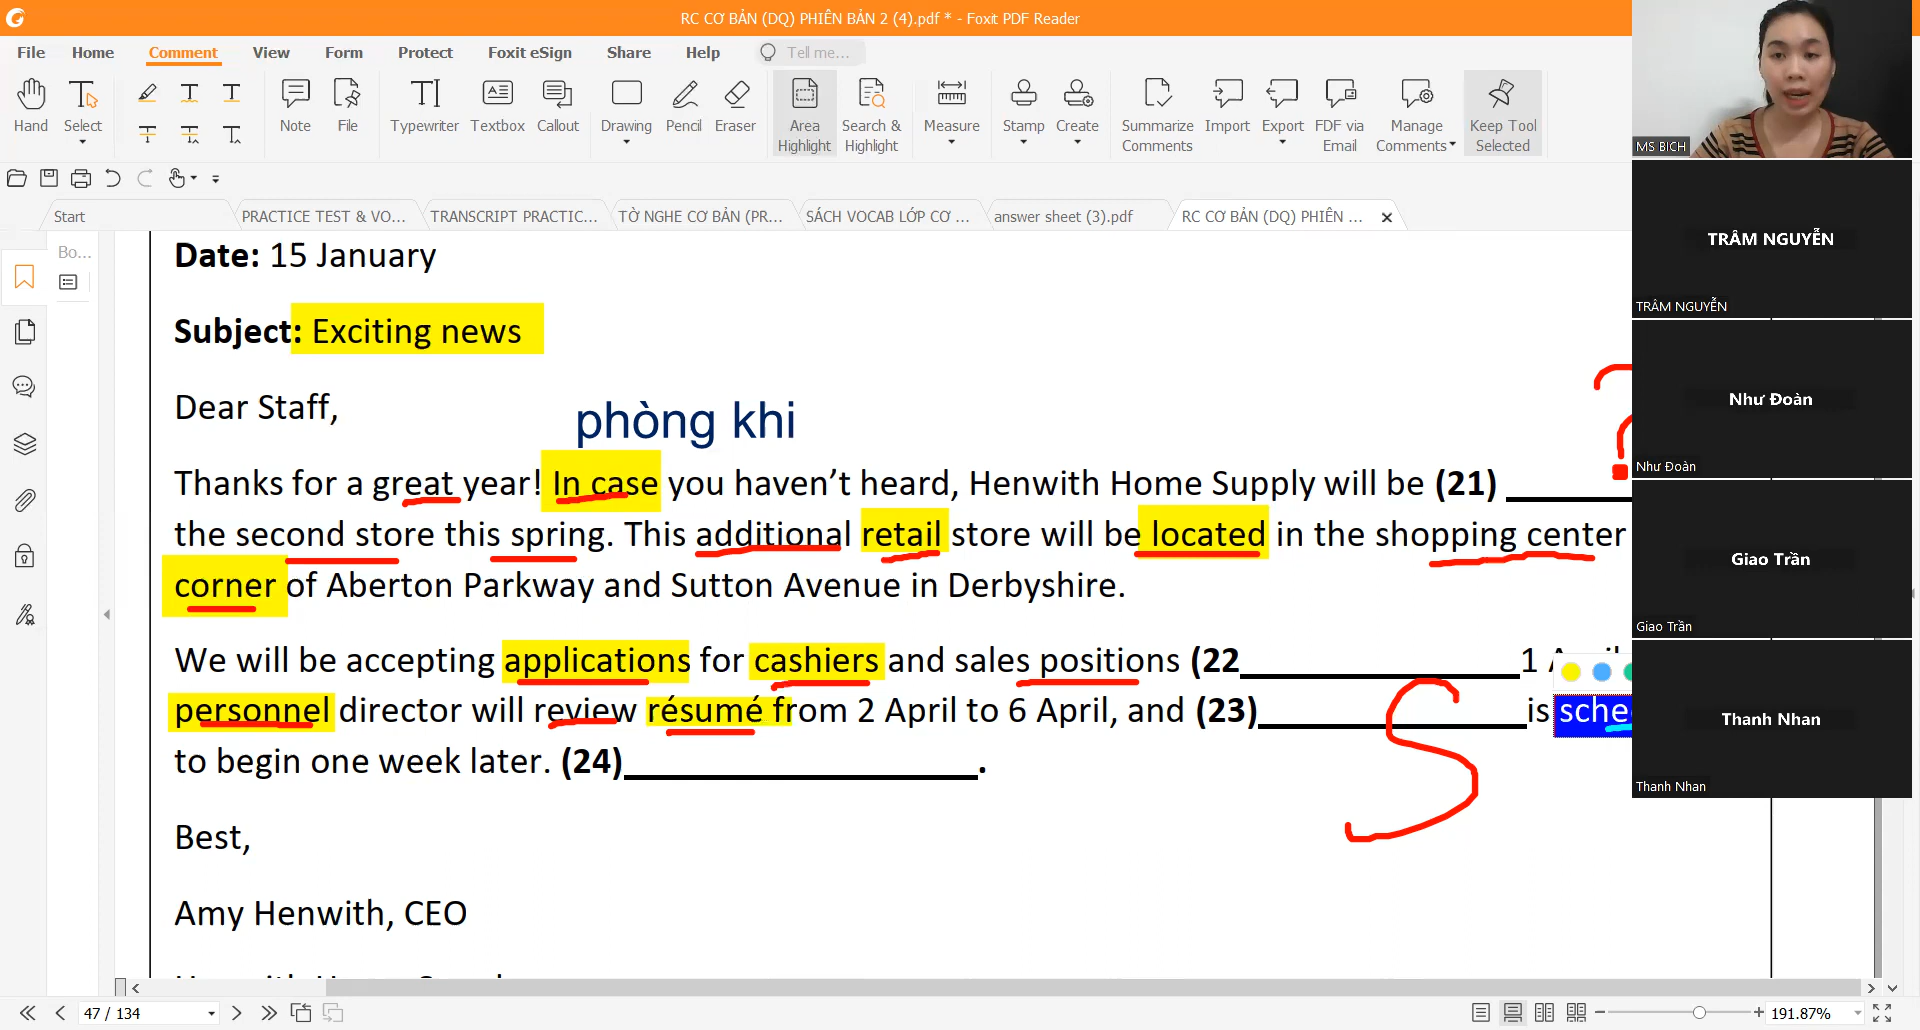 RC CƠ BẢN (DQ) PHIÊN BẢN 2 (4).pdf * - Foxit PDF Reader
File Home Comment View Form Protect Foxit eSign Share Help Tell me...
Hand Select Note File Typewriter Textbox Callout Drawing Pencil Eraser Area Highlight Search & Highlight Measure Stamp Create Summarize Comments Import Export FDF via Email Manage Comments Keep Tool Selected
Start PRACTICE TEST & VO... TRANSCRIPT PRACTIC... TỜ NGHE CƠ BẢN (PR... SÁCH VOCAB LỚP CƠ ... answer sheet (3).pdf RC CƠ BẢN (DQ) PHIÊN ...
Bo...
Date: 15 January
Subject: Exciting news
Dear Staff,
phòng khi
Thanks for a great year! In case you haven't heard, Henwith Home Supply will be (21) ?
the second store this spring. This additional retail store will be located in the shopping center
corner of Aberton Parkway and Sutton Avenue in Derbyshire.
We will be accepting applications for cashiers and sales positions (22 1
personnel director will review résumé from 2 April to 6 April, and (23) is
to begin one week later. (24) .
S
Best,
Amy Henwith, CEO
MS BICH
TRÂM NGUYỄN
TRÂM NGUYỄN
Như Đoàn
Như Đoàn
Giao Trần
Giao Trần
Thanh Nhan
Thanh Nhan
47 / 134
191.87%